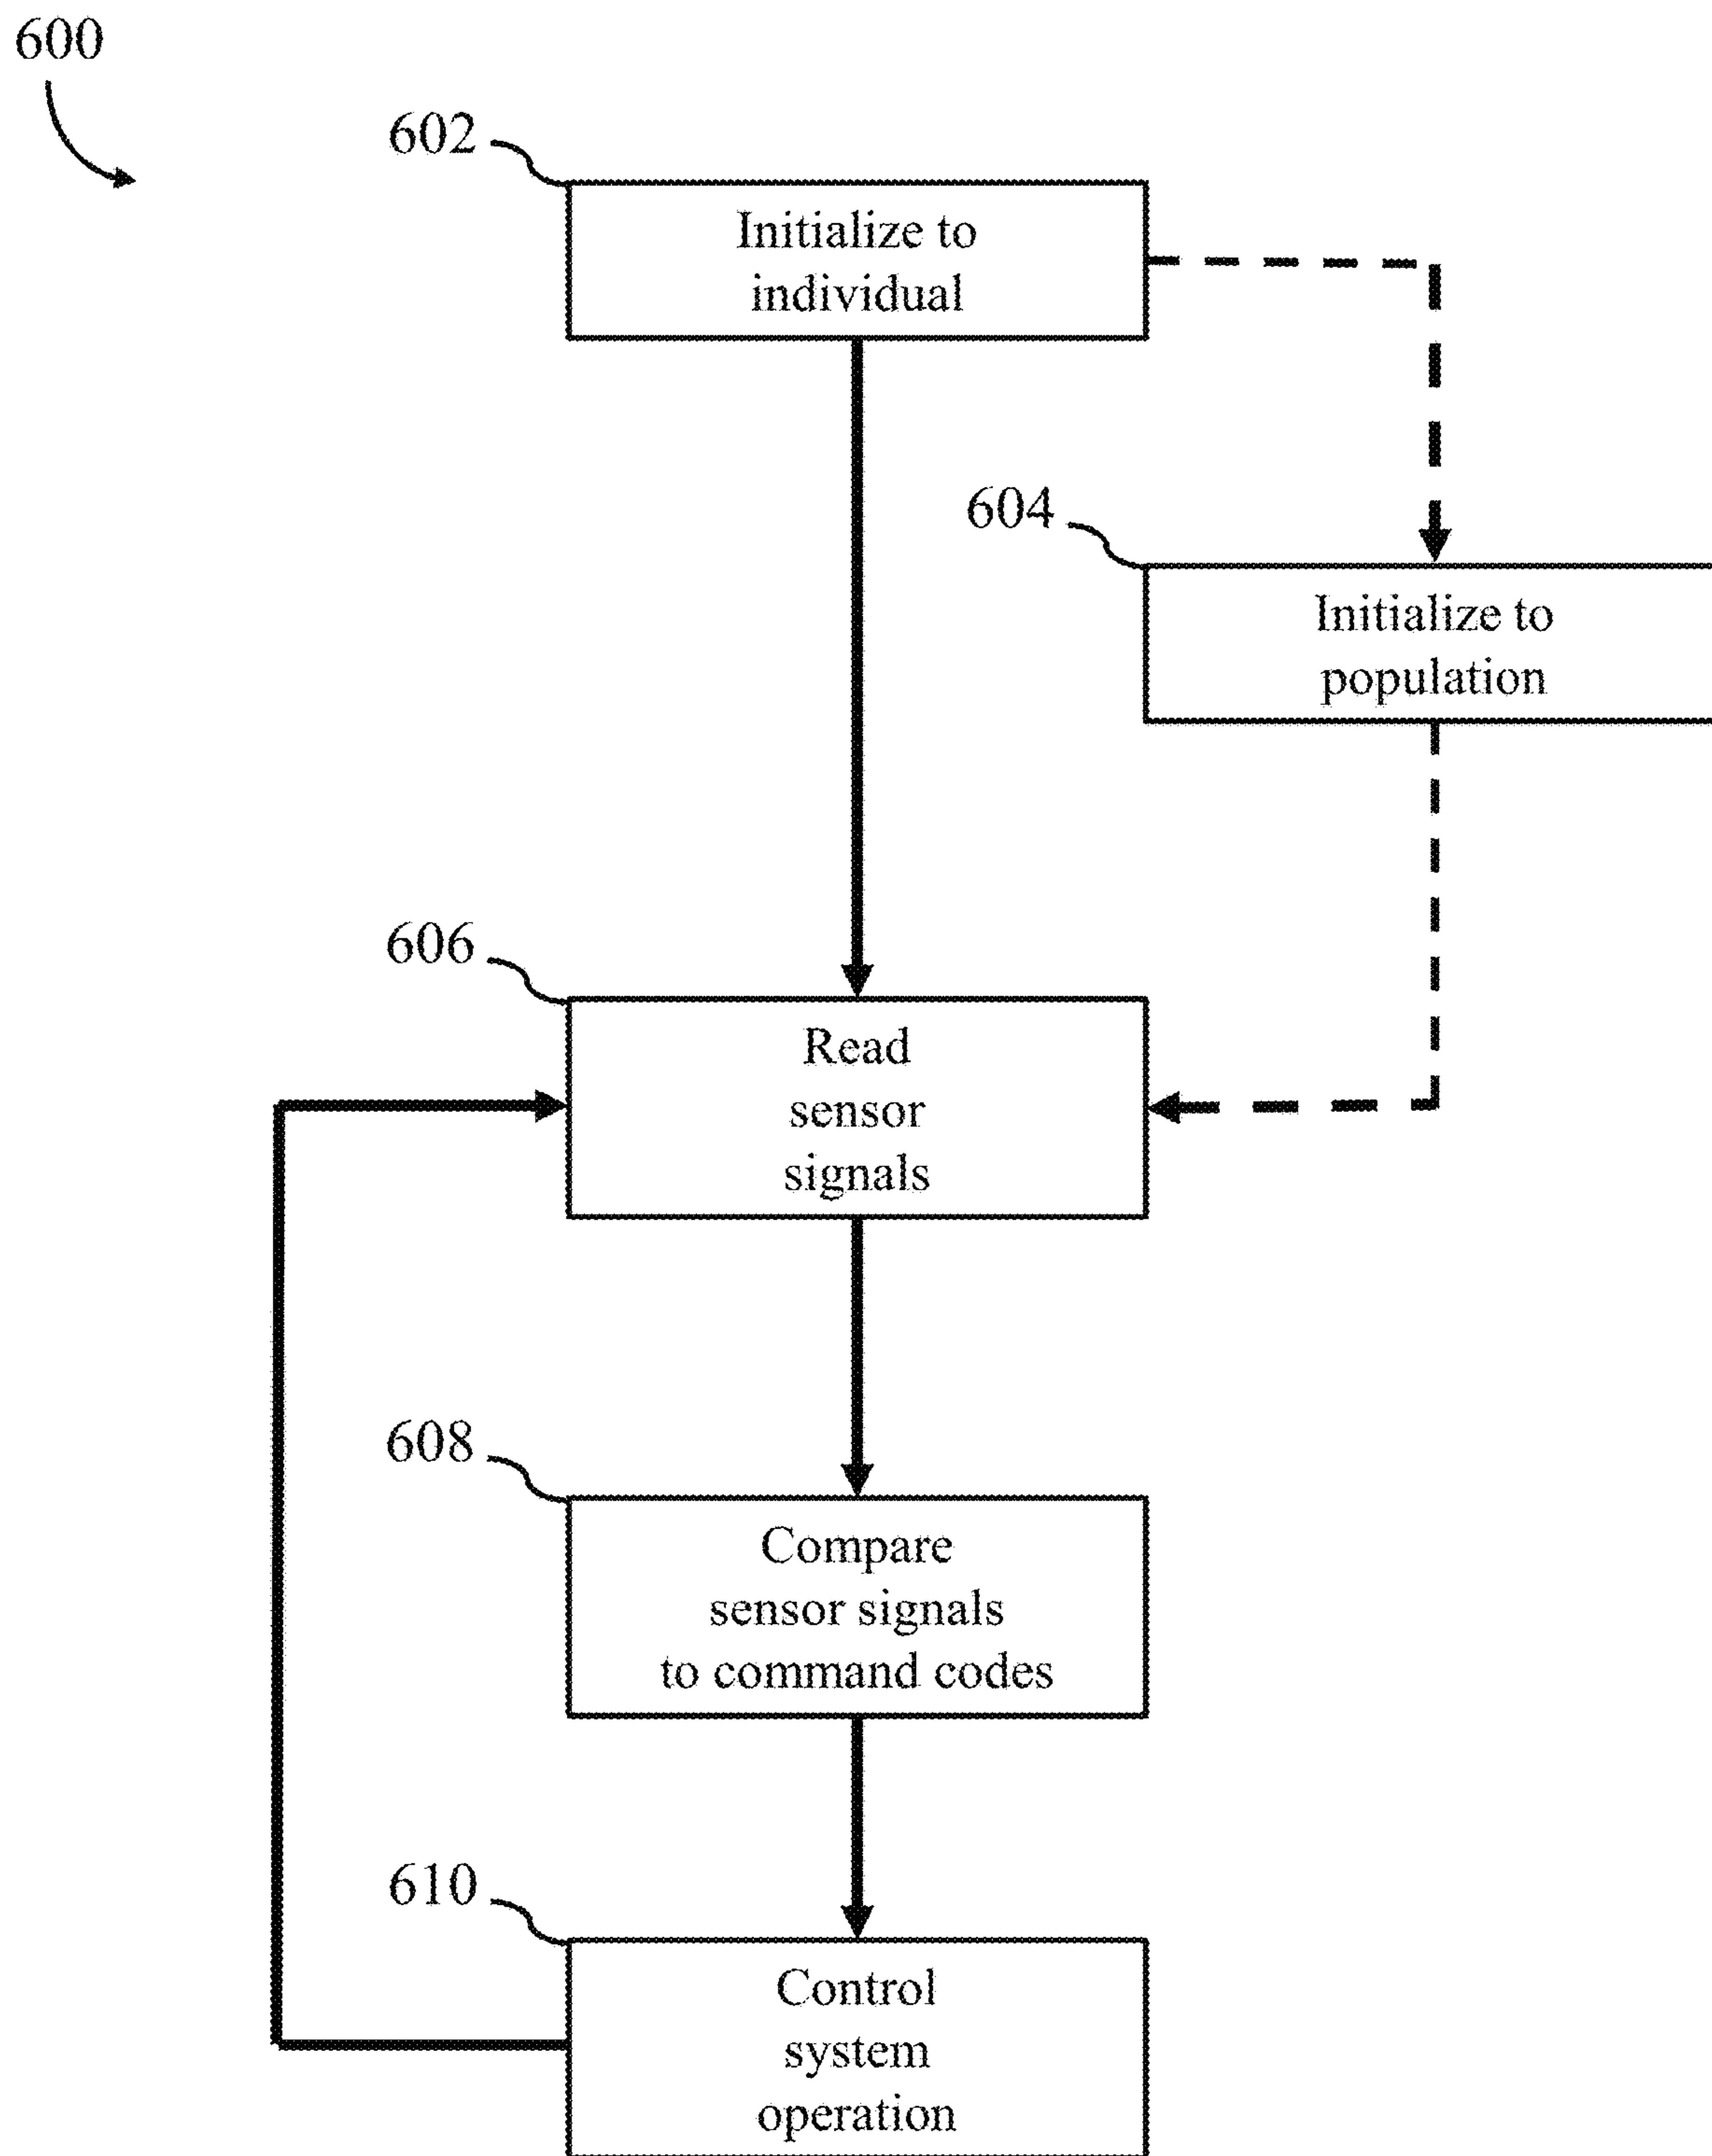 600
602
Initialize to
individual
604
Initialize to
population
606
Read
sensor
signals
608
Compare
sensor signals
to command codes
610
Control
system
operation